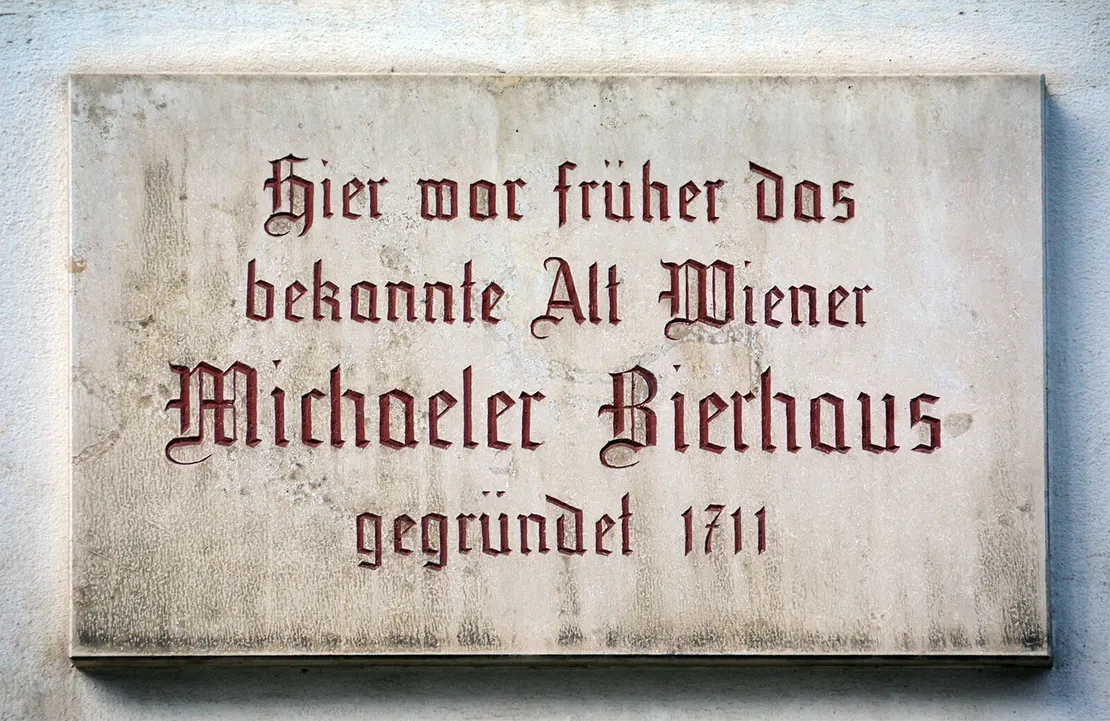 Hier war früher das
bekannte Alt Wiener
Michaeler Bierhaus
gegründet 1711